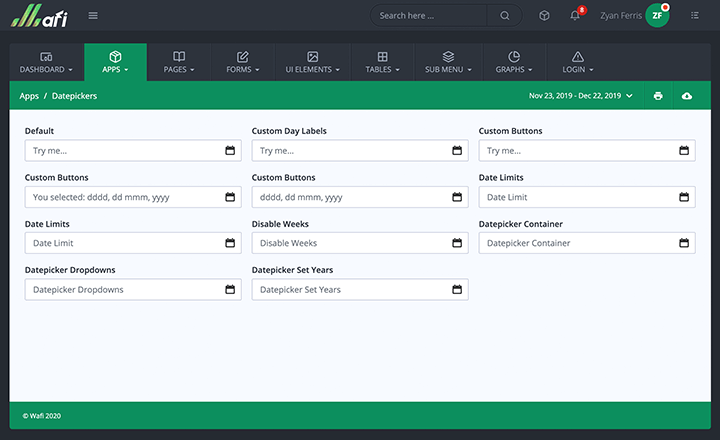 Wafi
Search here ...
8
Zyan Ferris
ZF
DASHBOARD
APPS
PAGES
FORMS
UI ELEMENTS
TABLES
SUB MENU
GRAPHS
LOGIN
Apps / Datepickers
Nov 23, 2019 - Dec 22, 2019
Default
Custom Day Labels
Custom Buttons
Try me...
Try me...
Try me...
Custom Buttons
Custom Buttons
Date Limits
You selected: dddd, dd mmm, yyyy
dddd, dd mmm, yyyy
Date Limit
Date Limits
Disable Weeks
Datepicker Container
Date Limit
Disable Weeks
Datepicker Container
Datepicker Dropdowns
Datepicker Set Years
Datepicker Dropdowns
Datepicker Set Years
© Wafi 2020